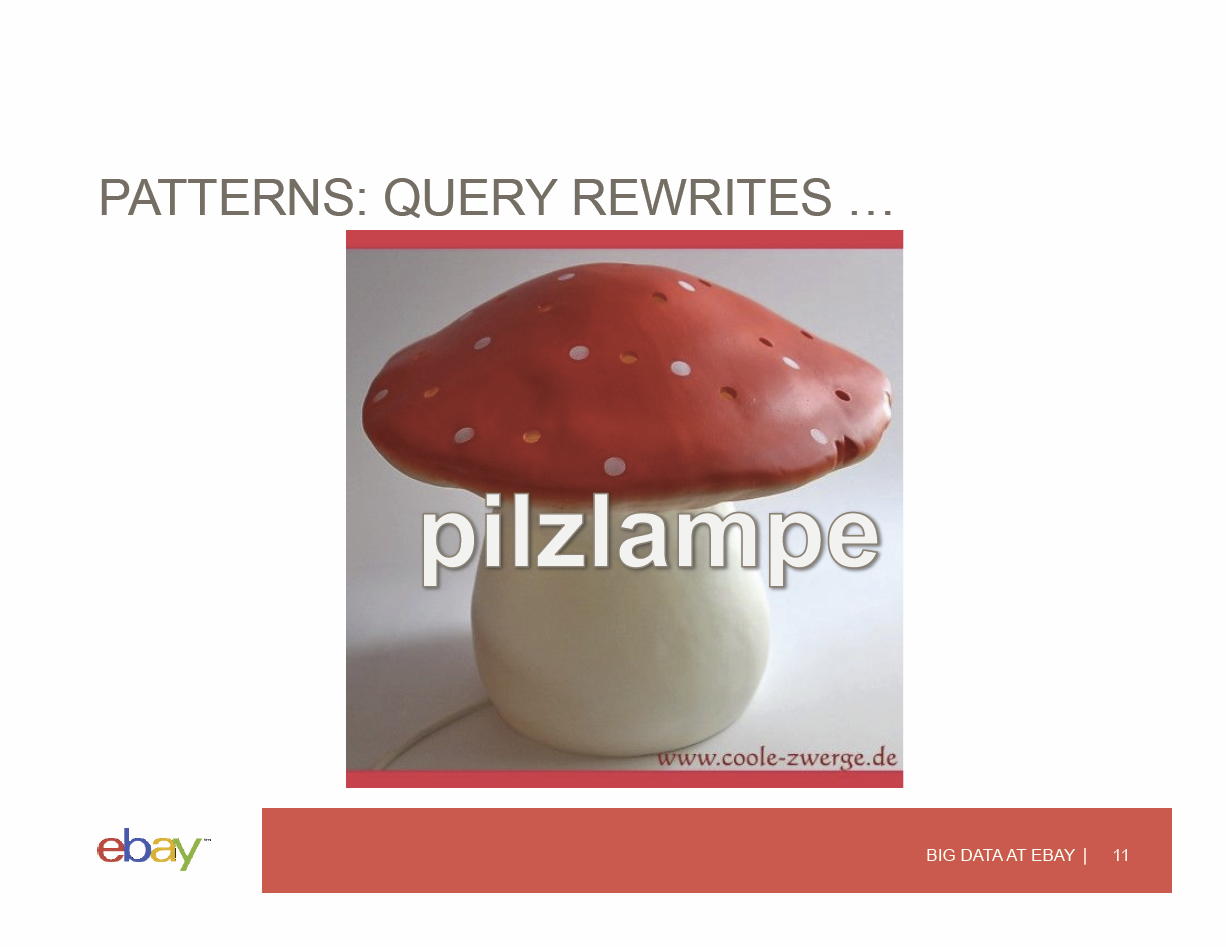 PATTERNS: QUERY REWRITES …
pilzlampe
www.coole-zwerge.de
ebay
BIG DATA AT EBAY | 11